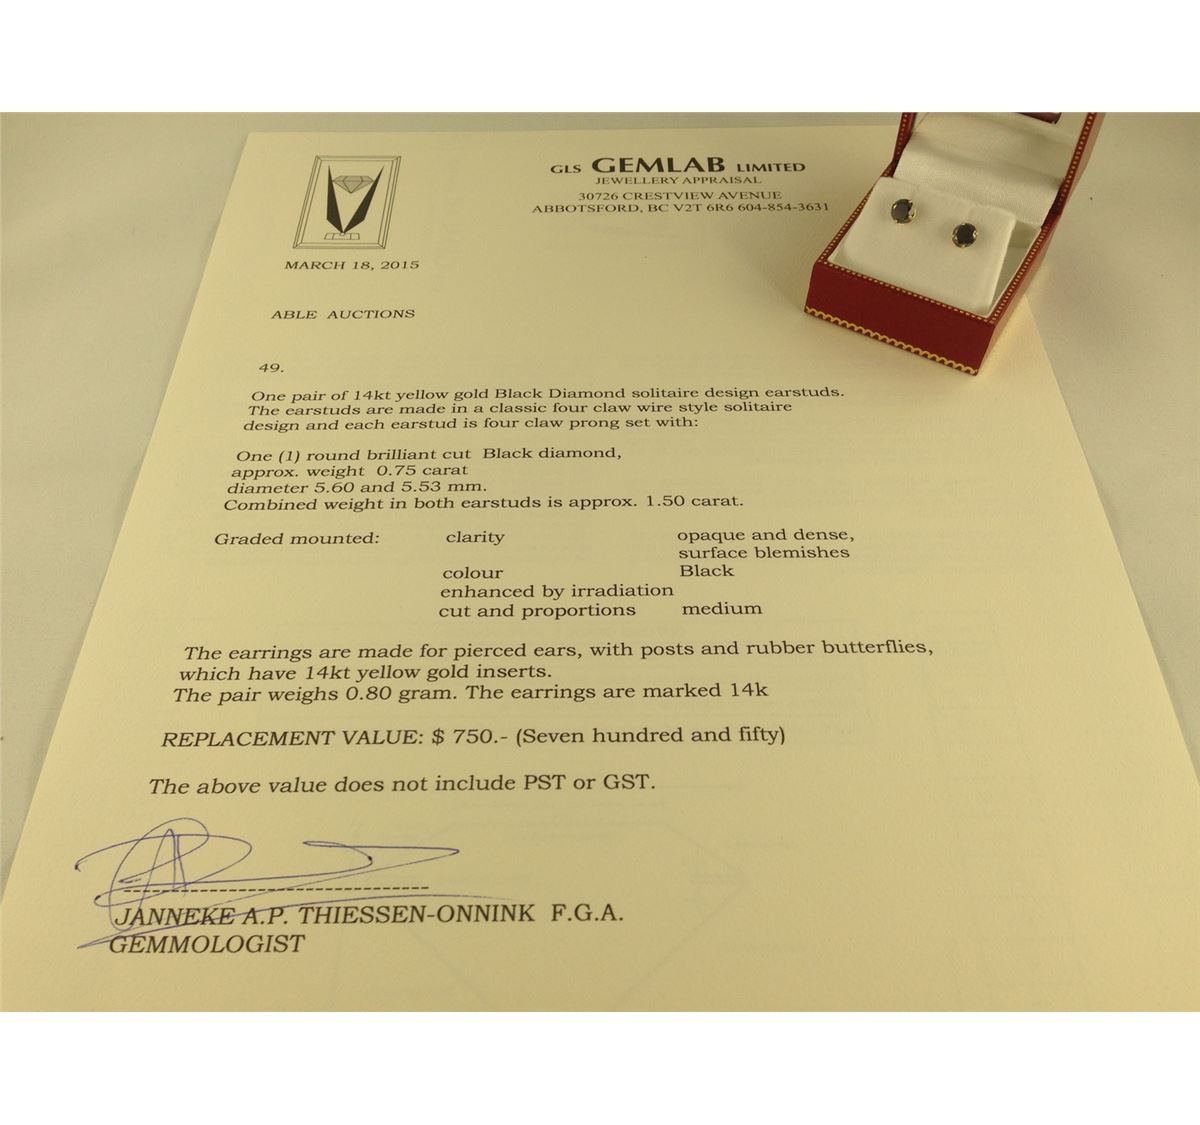 GLS GEMLAB LIMITED
JEWELLERY APPRAISAL
30726 CRESTVIEW AVENUE
ABBOTSFORD, BC V2T 6R6 604-854-3631
MARCH 18, 2015
ABLE AUCTIONS
49.
One pair of 14kt yellow gold Black Diamond solitaire design earstuds.
The earstuds are made in a classic four claw wire style solitaire
design and each earstud is four claw prong set with:
One (1) round brilliant cut Black diamond,
approx. weight 0.75 carat
diameter 5.60 and 5.53 mm.
Combined weight in both earstuds is approx. 1.50 carat.
Graded mounted: clarity opaque and dense,
surface blemishes
colour Black
enhanced by irradiation
cut and proportions medium
The earrings are made for pierced ears, with posts and rubber butterflies,
which have 14kt yellow gold inserts.
The pair weighs 0.80 gram. The earrings are marked 14k
REPLACEMENT VALUE: $ 750.- (Seven hundred and fifty)
The above value does not include PST or GST.
JANNEKE A.P. THIESSEN-ONNINK F.G.A.
GEMMOLOGIST